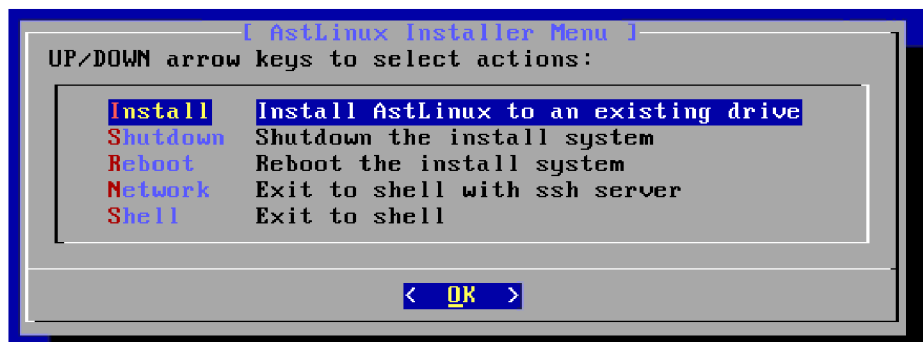 [ AstLinux Installer Menu ]
UP/DOWN arrow keys to select actions:
Install Install AstLinux to an existing drive
Shutdown Shutdown the install system
Reboot Reboot the install system
Network Exit to shell with ssh server
Shell Exit to shell
< OK >